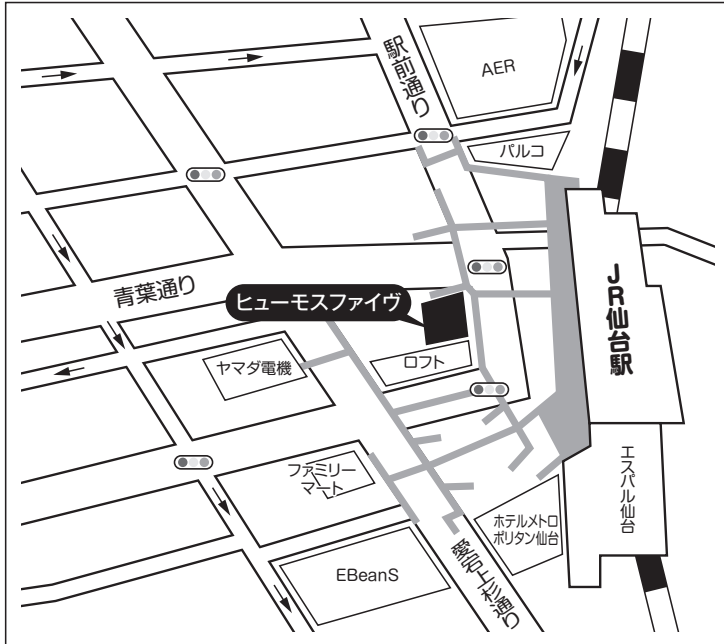 駅前通り
AER
パルコ
青葉通り
ヒューモスファイヴ
JR仙台駅
ヤマダ電機
ロフト
エスパル仙台
ファミリー
マート
ホテルメトロ
ポリタン仙台
EBeanS
愛宕上杉通り